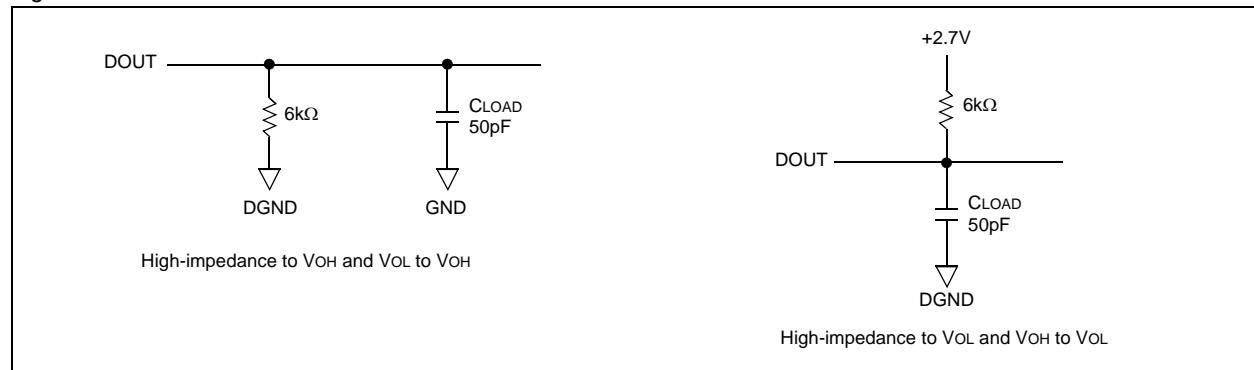 DOUT
6kΩ
CLOAD
50pF
DGND
GND
High-impedance to VOH and VOL to VOH
+2.7V
6kΩ
DOUT
CLOAD
50pF
DGND
High-impedance to VOL and VOH to VOL